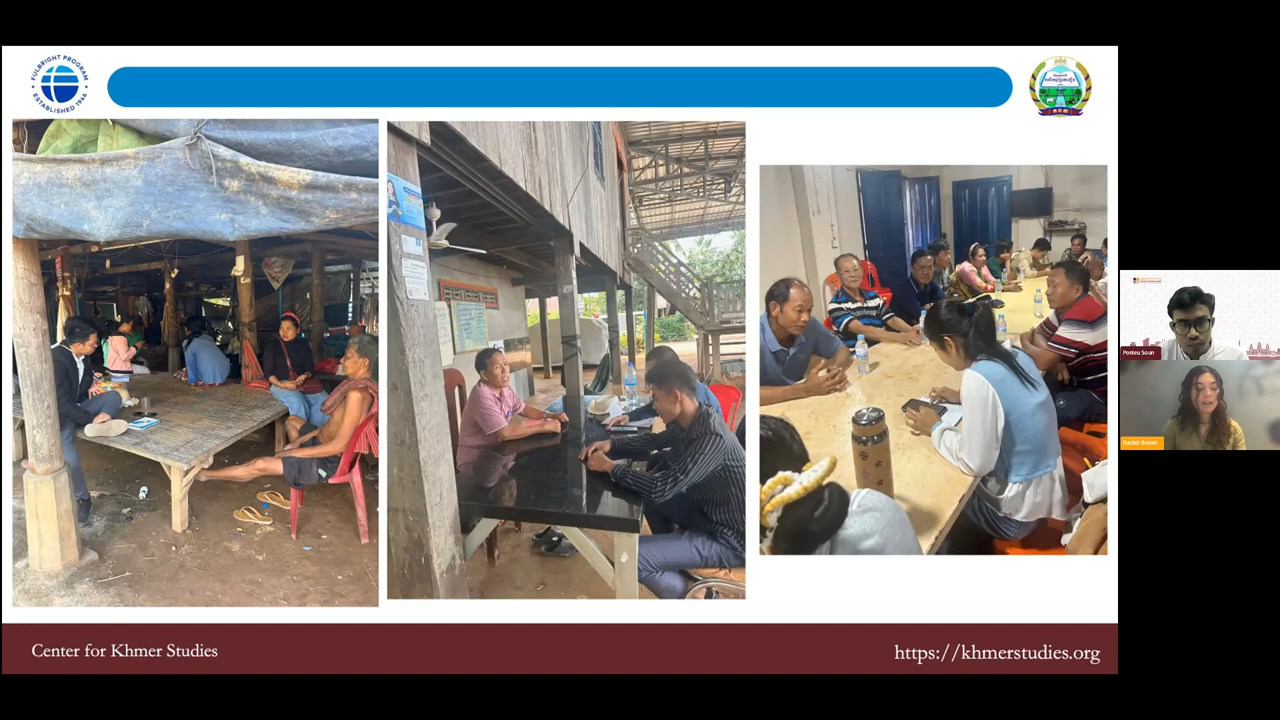 FULBRIGHT PROGRAM
ESTABLISHED 1946
Center for Khmer Studies
https://khmerstudies.org
Ponleu Soun
Rachel Brown